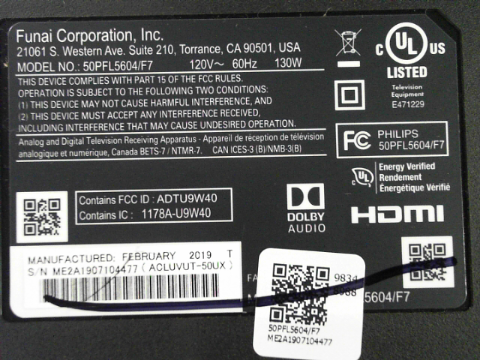 Funai Corporation, Inc.
21061 S. Western Ave. Suite 210, Torrance, CA 90501, USA
MODEL NO.: 50PFL5604/F7 120V~ 60Hz 130W
THIS DEVICE COMPLIES WITH PART 15 OF THE FCC RULES.
OPERATION IS SUBJECT TO THE FOLLOWING TWO CONDITIONS:
(1) THIS DEVICE MAY NOT CAUSE HARMFUL INTERFERENCE, AND
(2) THIS DEVICE MUST ACCEPT ANY INTERFERENCE RECEIVED,
INCLUDING INTERFERENCE THAT MAY CAUSE UNDESIRED OPERATION.
Analog and Digital Television Receiving Apparatus - Appareil de réception de télévision
analogique et numérique, Canada BETS-7 / NTMR-7. CAN ICES-3 (B)/NMB-3(B)
C UL US
LISTED
Television
Equipment
E471229
FC PHILIPS
50PFL5604/F7
UL Energy Verified
Rendement
Énergétique Vérifié
Contains FCC ID : ADTU9W40
Contains IC : 1178A-U9W40
DOLBY
AUDIO
HDMI
MANUFACTURED: FEBRUARY 2019 T
S/N ME2A1907104477 (ACLUVUT-50UX)
FA
9834
5604/F7
50PFL5604/F7
ME2A1907104477